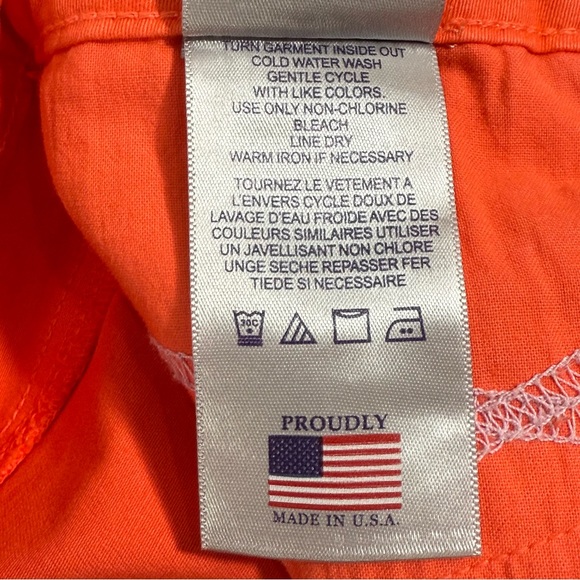 TURN GARMENT INSIDE OUT
COLD WATER WASH
GENTLE CYCLE
WITH LIKE COLORS.
USE ONLY NON-CHLORINE
BLEACH
LINE DRY
WARM IRON IF NECESSARY
TOURNEZ LE VETEMENT A
L'ENVERS CYCLE DOUX DE
LAVAGE D'EAU FROIDE AVEC DES
COULEURS SIMILAIRES UTILISER
UN JAVELLISANT NON CHLORE
UNGE SECHE REPASSER FER
TIEDE SI NECESSAIRE
30C
PROUDLY
MADE IN U.S.A.